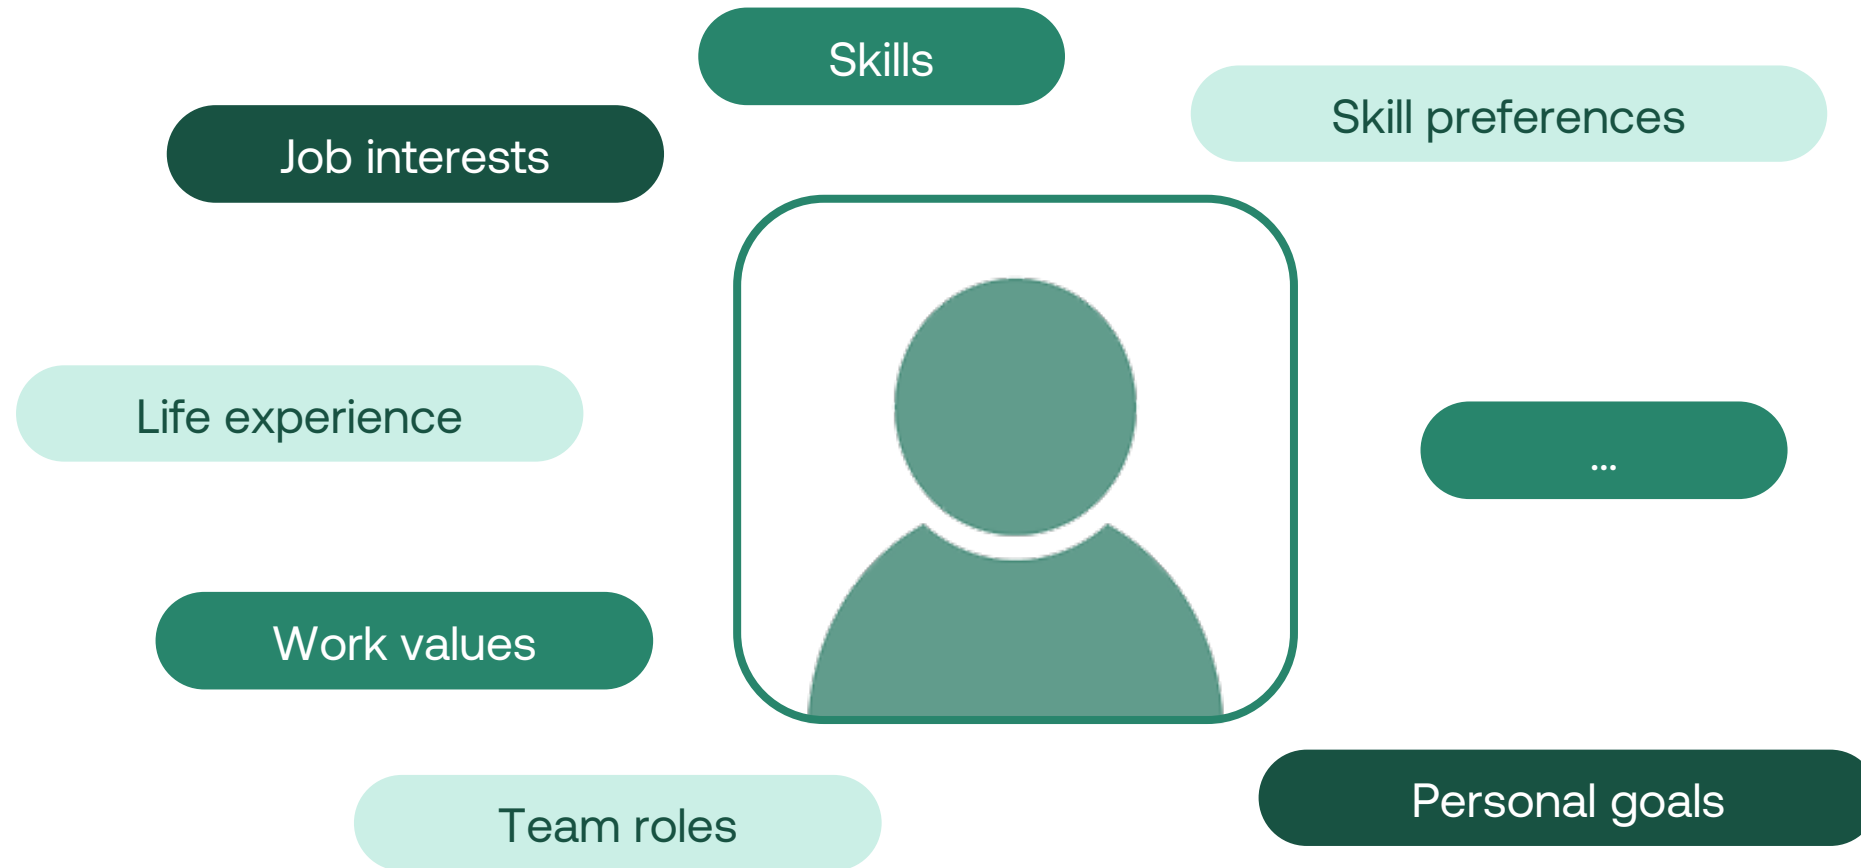 Skills
Skill preferences
Job interests
Life experience
...
Work values
Personal goals
Team roles